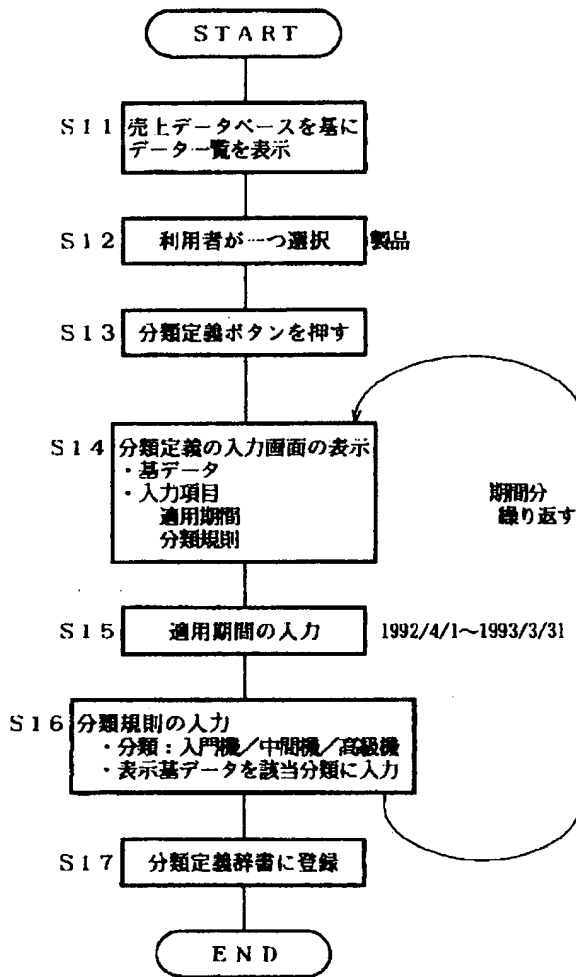 START
S11 売上データベースを基に
データ一覧を表示
S12 利用者が一つ選択 製品
S13 分類定義ボタンを押す
S14 分類定義の入力画面の表示
・基データ
・入力項目
適用期間
分類規則
期間分
繰り返す
S15 適用期間の入力 1992/4/1~1993/3/31
S16 分類規則の入力
・分類:入門機/中間機/高級機
・表示基データを該当分類に入力
S17 分類定義辞書に登録
END